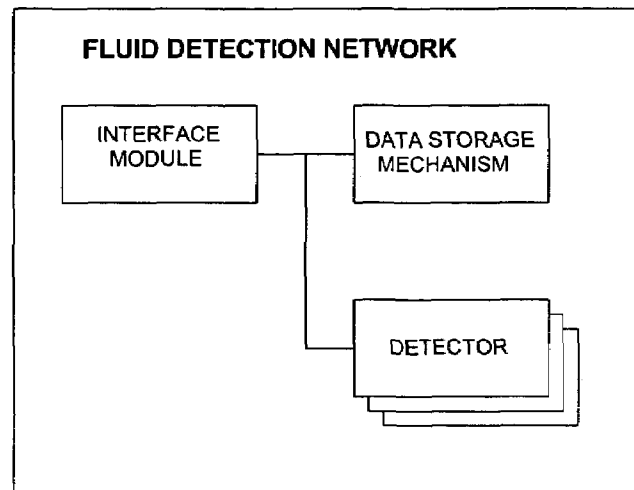 FLUID DETECTION NETWORK
INTERFACE
MODULE
DATA STORAGE
MECHANISM
DETECTOR